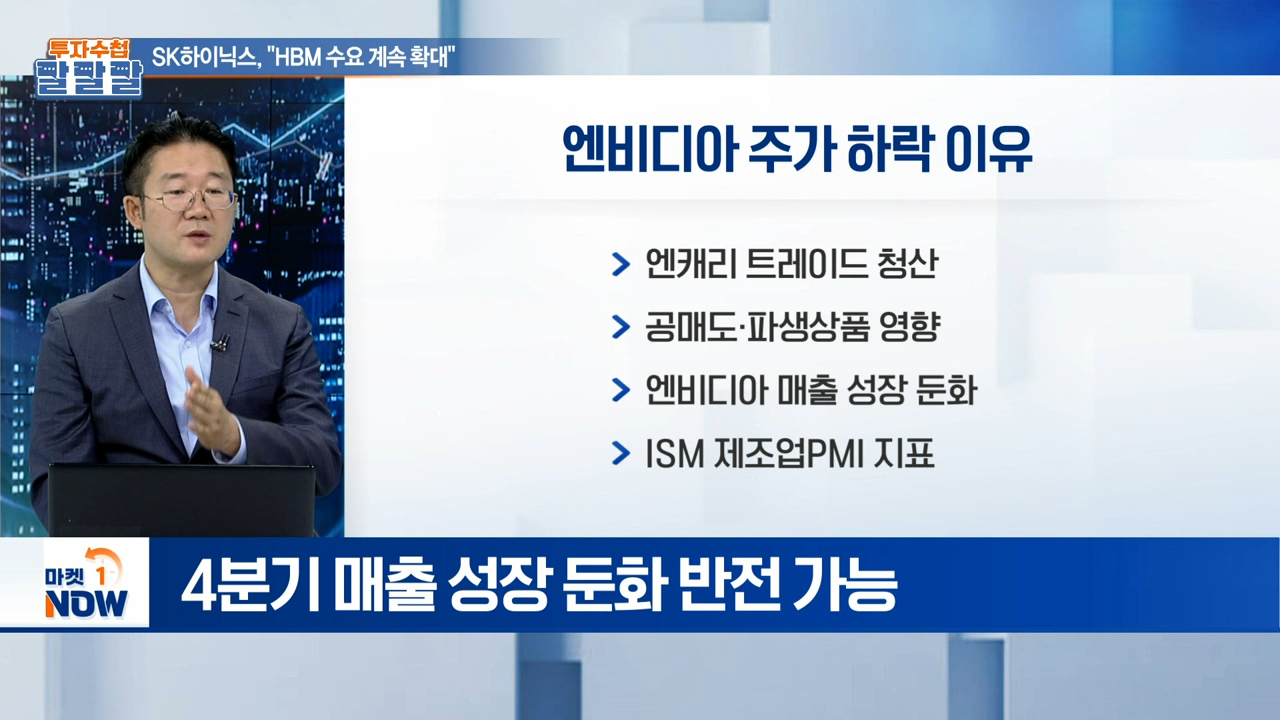 투자수첩
팔팔팔
SK하이닉스, "HBM 수요 계속 확대"
엔비디아 주가 하락 이유
엔캐리 트레이드 청산
공매도·파생상품 영향
엔비디아 매출 성장 둔화
ISM 제조업PMI 지표
마켓 1
NOW
4분기 매출 성장 둔화 반전 가능